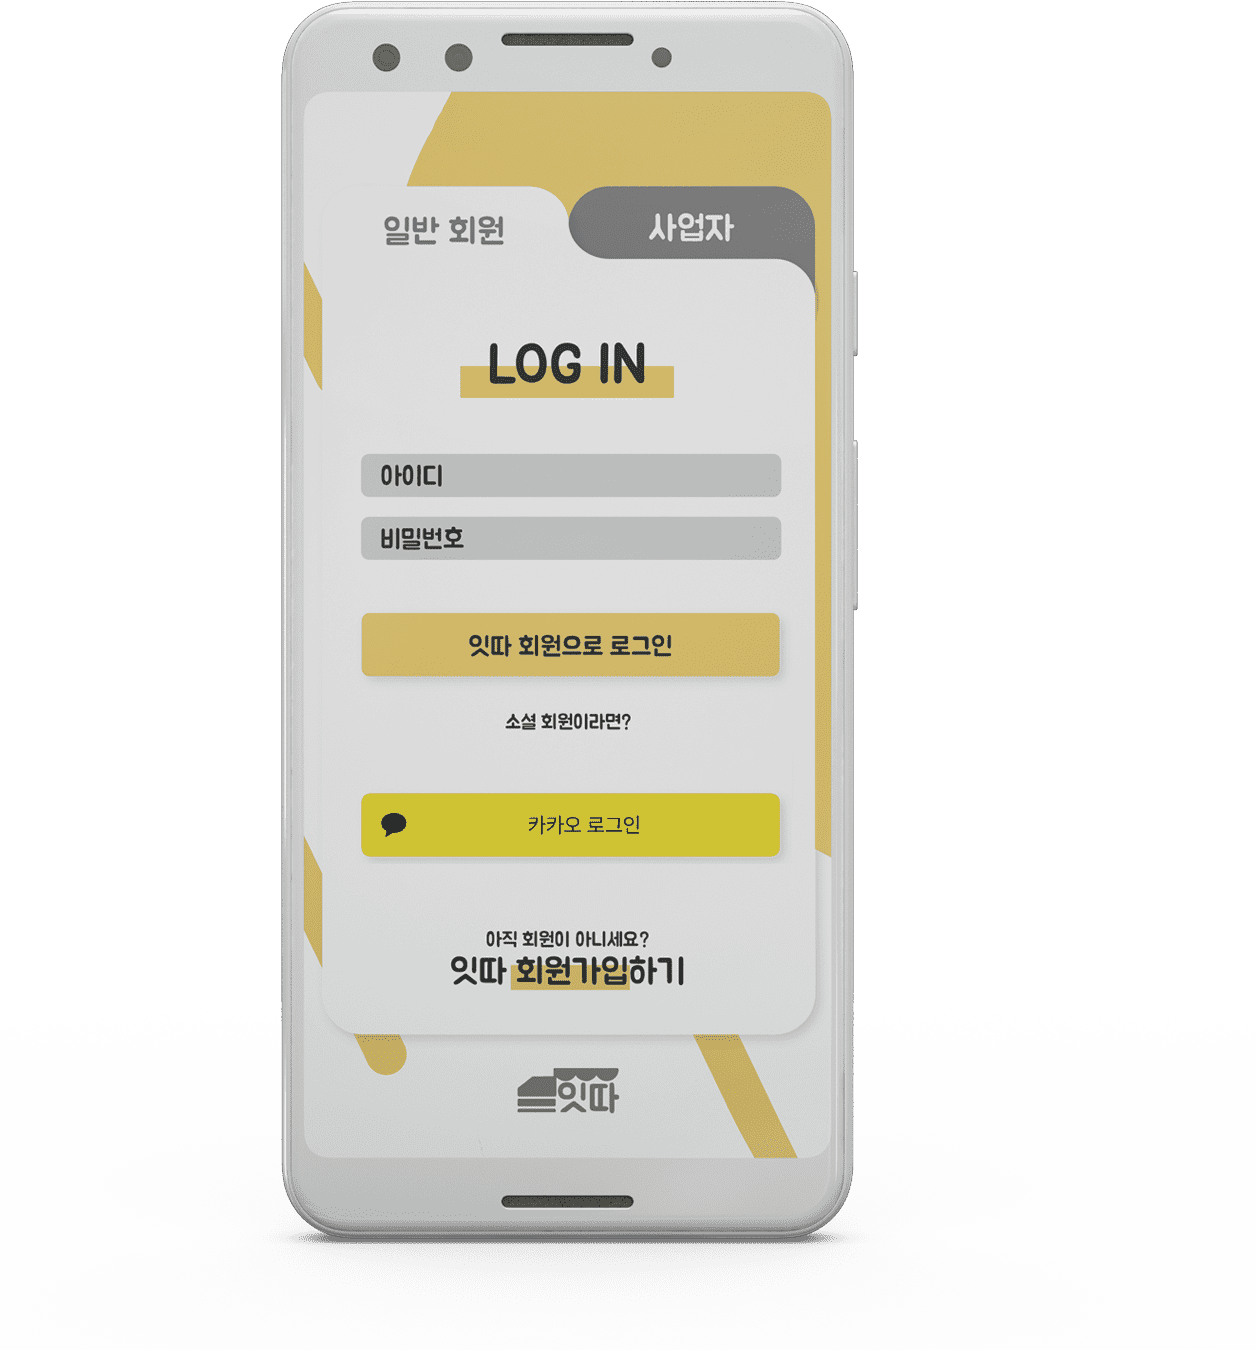 일반 회원
사업자
LOG IN
아이디
비밀번호
잇따 회원으로 로그인
소셜 회원이라면?
카카오 로그인
아직 회원이 아니세요?
잇따 회원가입하기
잇따